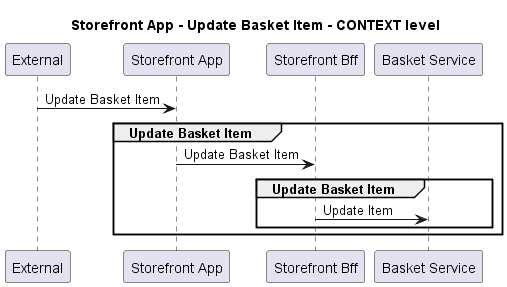 Storefront App - Update Basket Item - CONTEXT level
External
Storefront App
Storefront Bff
Basket Service
Update Basket Item
Update Basket Item
Update Basket Item
Update Basket Item
Update Item
External
Storefront App
Storefront Bff
Basket Service